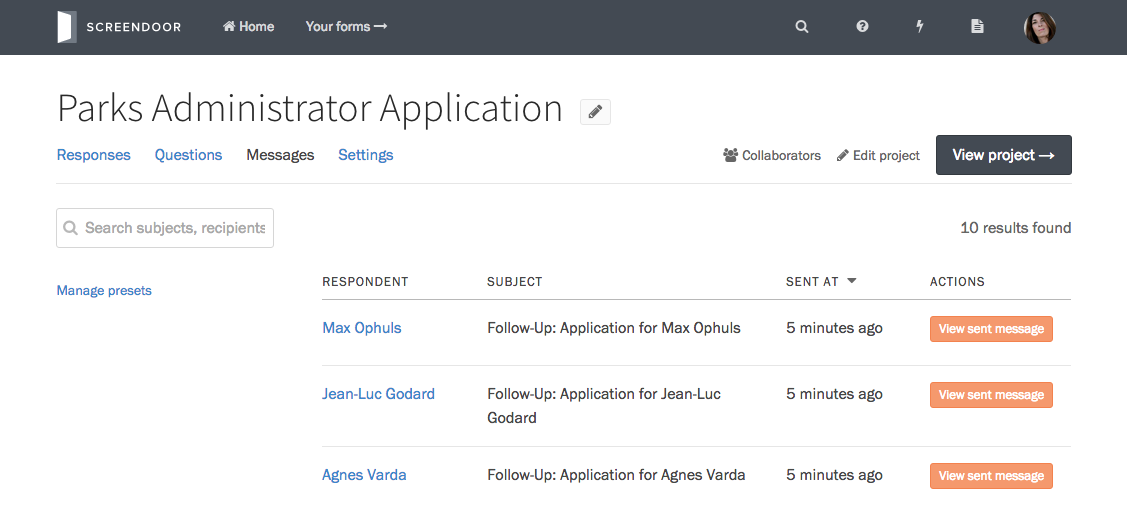 SCREENDOOR Home Your forms →
Parks Administrator Application
Responses Questions Messages Settings Collaborators Edit project View project →
Search subjects, recipients 10 results found
Manage presets
RESPONDENT SUBJECT SENT AT ACTIONS
Max Ophuls Follow-Up: Application for Max Ophuls 5 minutes ago View sent message
Jean-Luc Godard Follow-Up: Application for Jean-Luc 5 minutes ago View sent message
Godard
Agnes Varda Follow-Up: Application for Agnes Varda 5 minutes ago View sent message